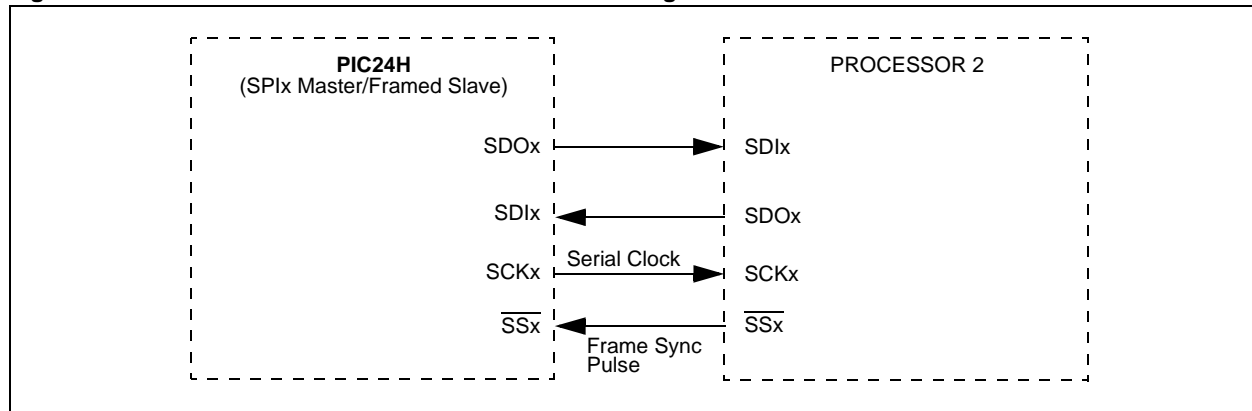 PIC24H
(SPIx Master/Framed Slave)
PROCESSOR 2
SDOx
SDIx
SDIx
SDOx
SCKx
Serial Clock
SCKx
SSx
Frame Sync
Pulse
SSx